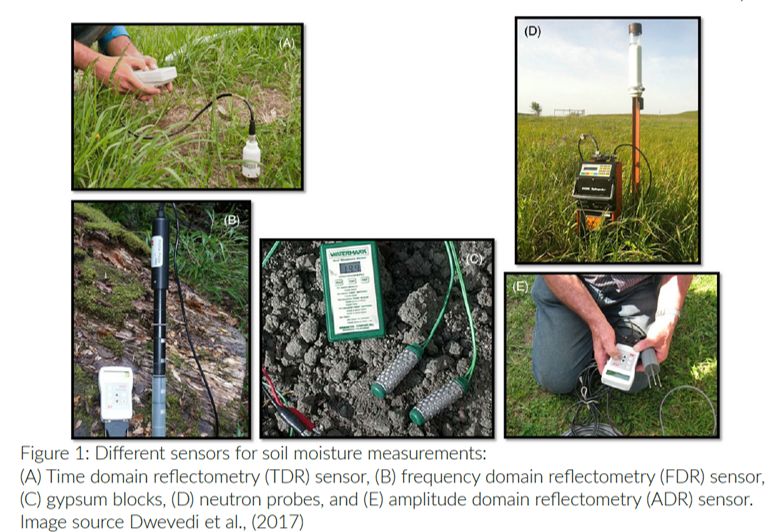 (A)
(D)
(B)
(C)
WATERMARK
(E)
Figure 1: Different sensors for soil moisture measurements:
(A) Time domain reflectometry (TDR) sensor, (B) frequency domain reflectometry (FDR) sensor,
(C) gypsum blocks, (D) neutron probes, and (E) amplitude domain reflectometry (ADR) sensor.
Image source Dwevedi et al., (2017)